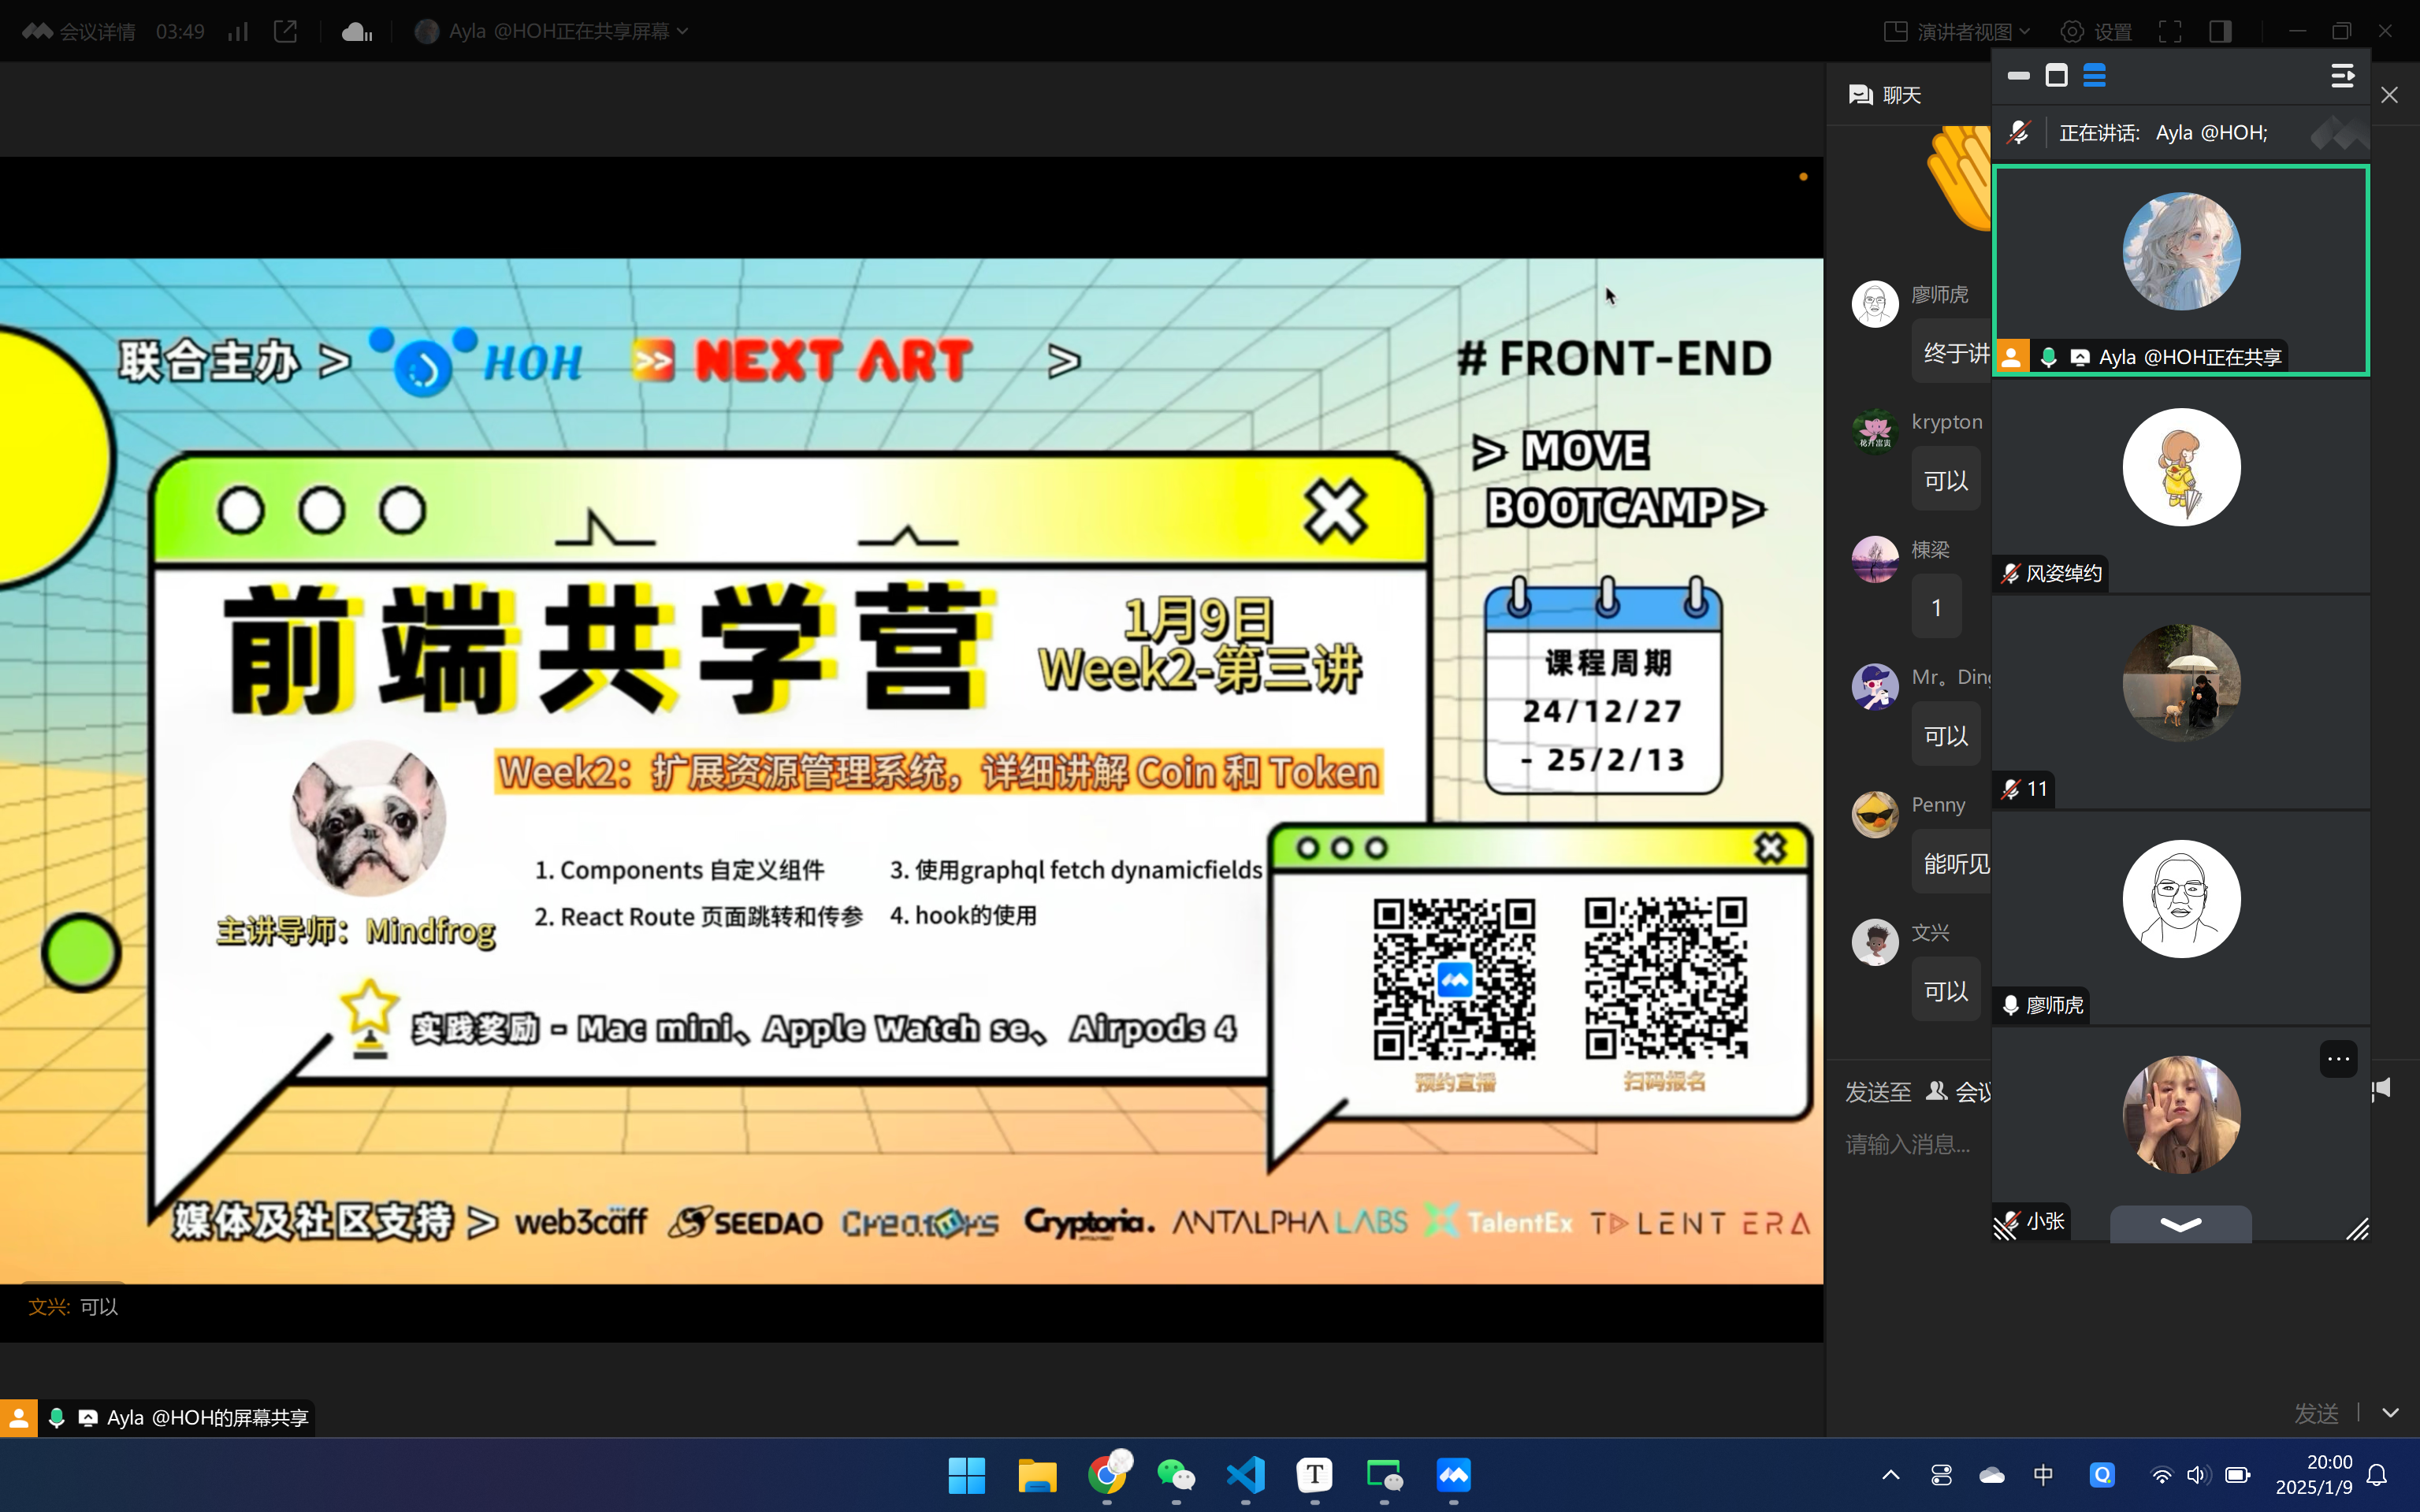 会议详情 03:49 Ayla @HOH正在共享屏幕
演讲者视图 设置
联合主办 > HOH NEXT ART >
# FRONT-END
> MOVE
BOOTCAMP >
前端共学营
1月9日
Week2-第三讲
课程周期
24/12/27
- 25/2/13
Week2：扩展资源管理系统，详细讲解 Coin 和 Token
1. Components 自定义组件
2. React Route 页面跳转和传参
3. 使用graphql fetch dynamicfields
4. hook的使用
主讲导师：Mindfrog
实践奖励 - Mac mini、Apple Watch se、 Airpods 4
预约直播
扫码报名
媒体及社区支持 > web3caff SEEDAO Creators Cryptoria. ANTALPHA LABS TalentEx TALENT ERA
文兴: 可以
Ayla @HOH的屏幕共享
聊天
廖师虎
终于讲
krypton
可以
棟梁
1
Mr。Ding
可以
Penny
能听见
文兴
可以
发送至 会议
请输入消息...
发送
正在讲话: Ayla @HOH;
Ayla @HOH正在共享
风姿绰约
11
廖师虎
小张
中
20:00
2025/1/9